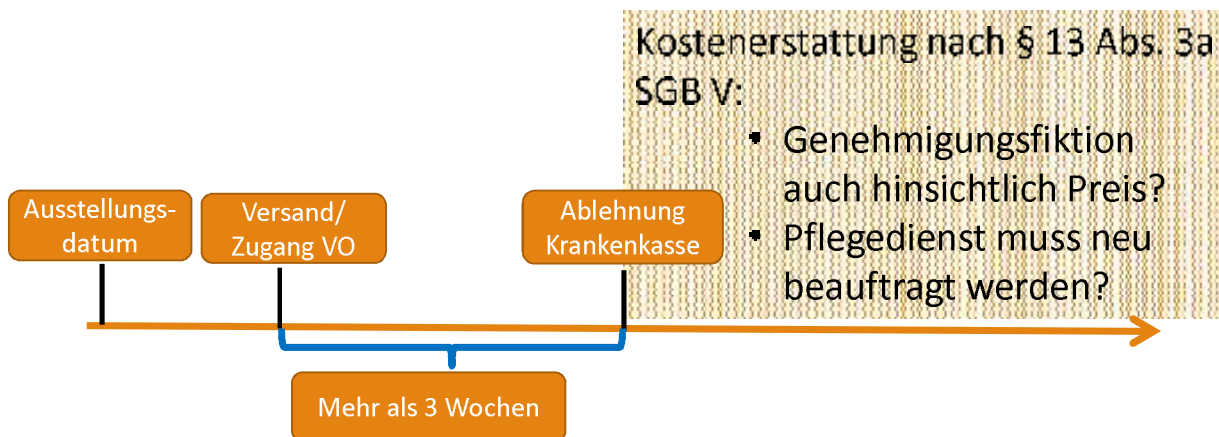 Kostenerstattung nach § 13 Abs. 3a
SGB V:
▪ Genehmigungsfiktion
auch hinsichtlich Preis?
• Pflegedienst muss neu
beauftragt werden?
Ausstellungs-
datum
Versand/
Zugang VO
Ablehnung
Krankenkasse
Mehr als 3 Wochen